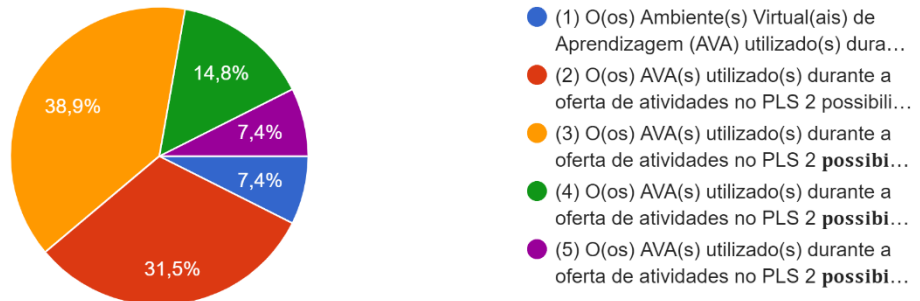 14,8%
38,9%
7,4%
7,4%
31,5%
(1) O(os) Ambiente(s) Virtual(ais) de
Aprendizagem (AVA) utilizado(s) dura…
(2) O(os) AVA(s) utilizado(s) durante a
oferta de atividades no PLS 2 possibili…
(3) O(os) AVA(s) utilizado(s) durante a
oferta de atividades no PLS 2 possibi…
(4) O(os) AVA(s) utilizado(s) durante a
oferta de atividades no PLS 2 possibi…
(5) O(os) AVA(s) utilizado(s) durante a
oferta de atividades no PLS 2 possibi…